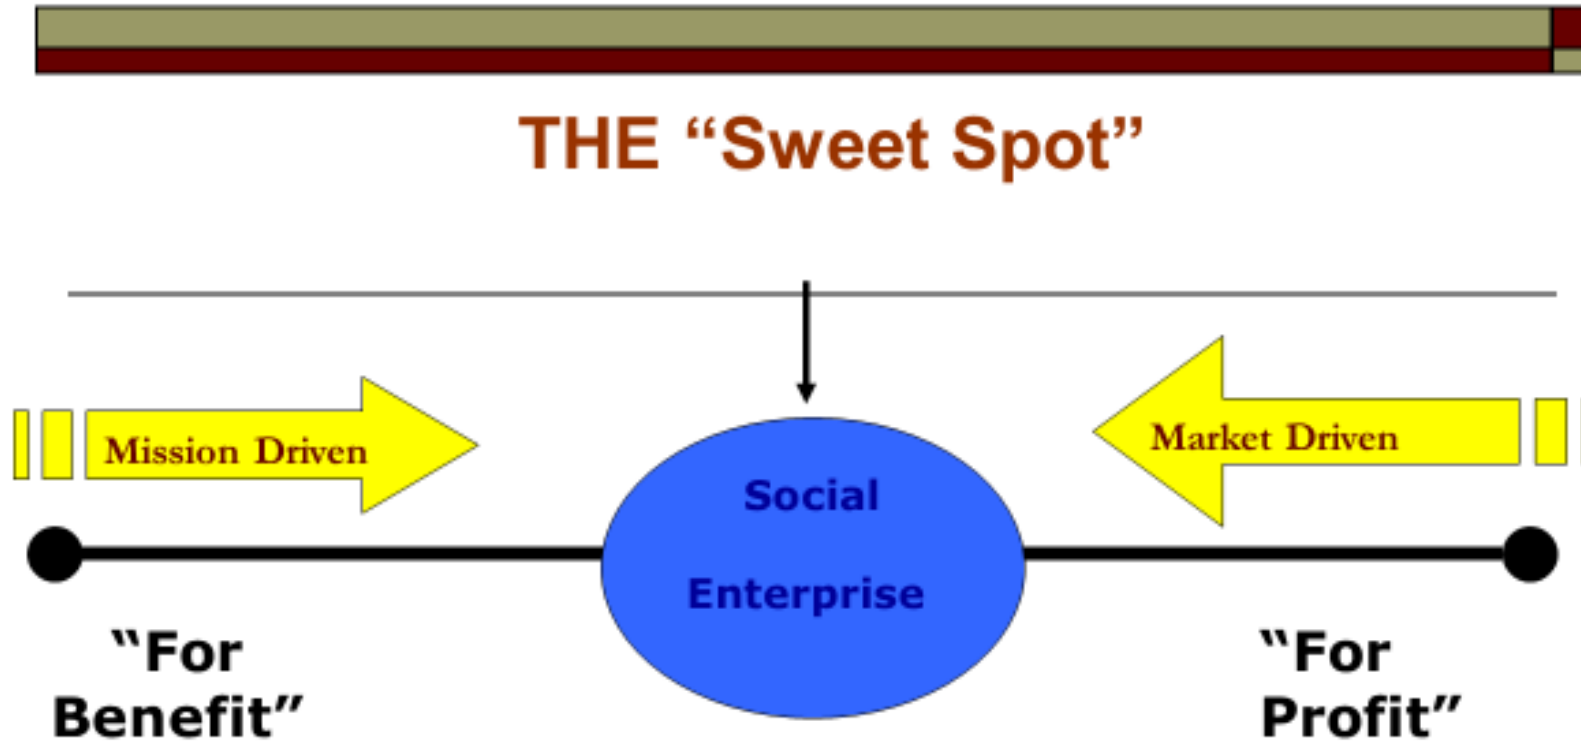 THE “Sweet Spot”
Mission Driven
Market Driven
Social
Enterprise
“For
Benefit”
“For
Profit”